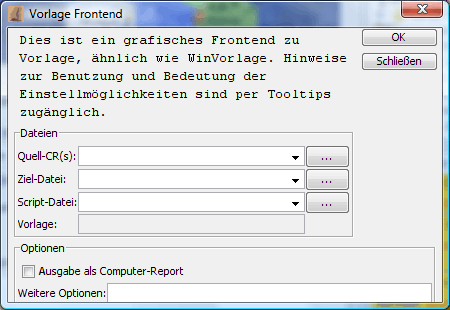 Vorlage Frontend
Dies ist ein grafisches Frontend zu
Vorlage, ähnlich wie WinVorlage. Hinweise
zur Benutzung und Bedeutung der
Einstellmöglichkeiten sind per Tooltips
zugänglich.
OK
Schließen
Dateien
Quell-CR(s):
...
Ziel-Datei:
...
Script-Datei:
...
Vorlage:
Optionen
Ausgabe als Computer-Report
Weitere Optionen: